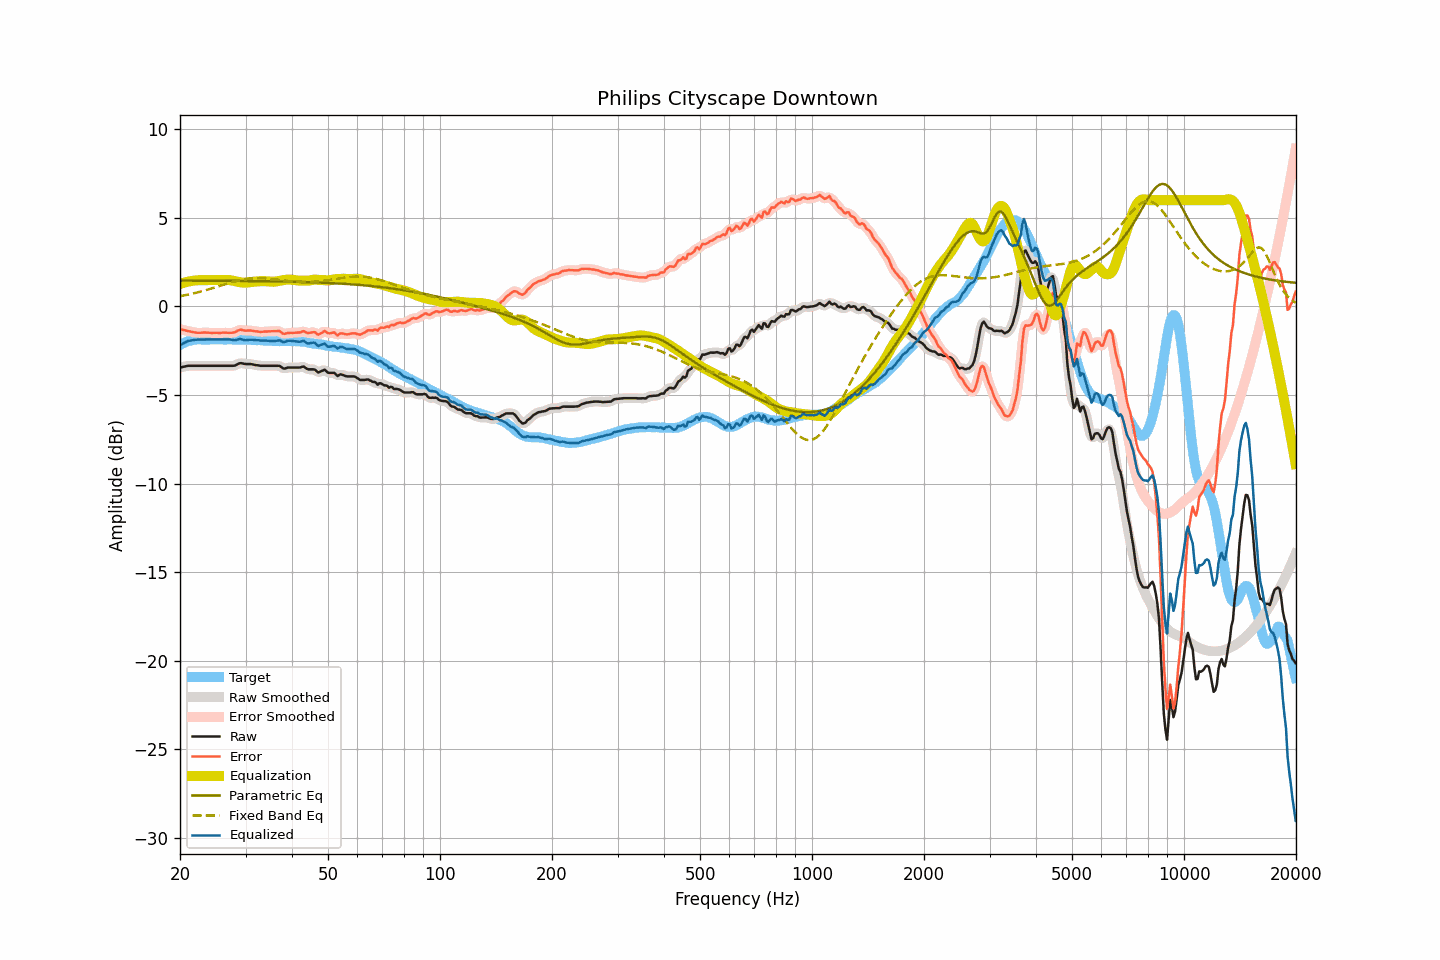 Philips Cityscape Downtown
10
5
0
−5
−10
−15
−20
−25
−30
Amplitude (dBr)
Target
Raw Smoothed
Error Smoothed
Raw
Error
Equalization
Parametric Eq
Fixed Band Eq
Equalized
20 50 100 200 500 1000 2000 5000 10000 20000
Frequency (Hz)